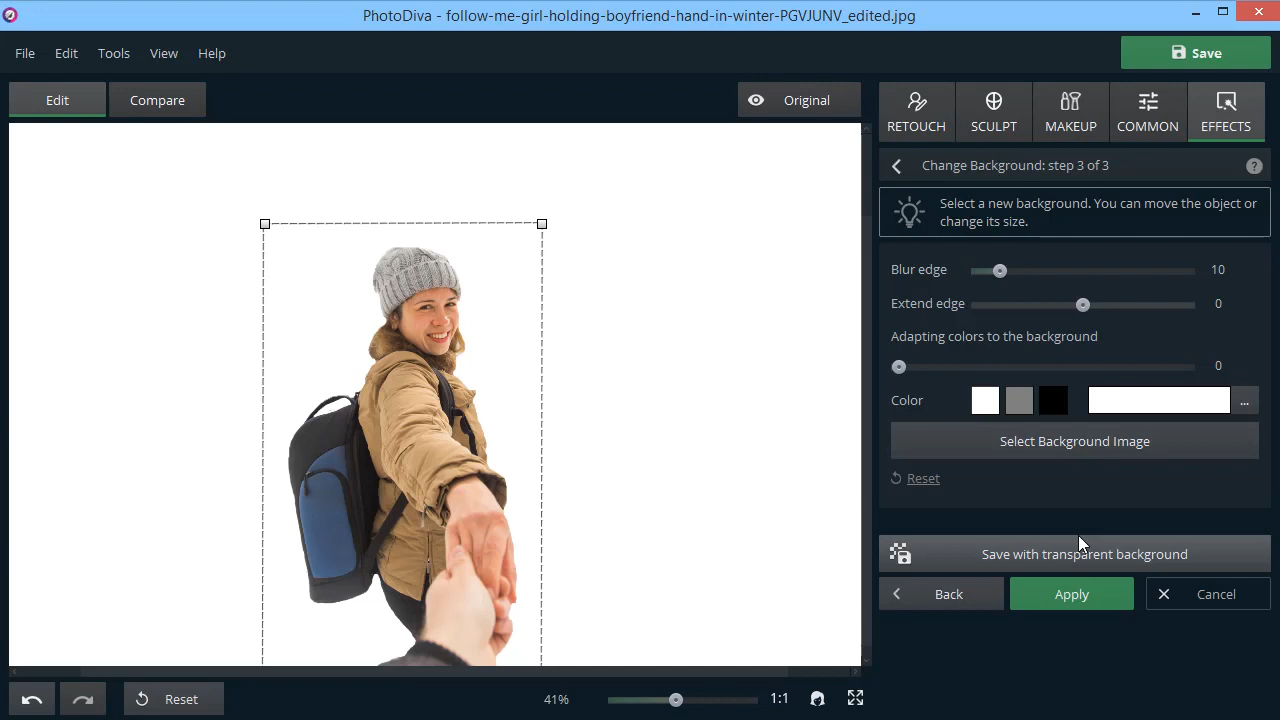 PhotoDiva - follow-me-girl-holding-boyfriend-hand-in-winter-PGVJUNV_edited.jpg
File Edit Tools View Help
Save
Edit Compare Original
RETOUCH SCULPT MAKEUP COMMON EFFECTS
Change Background: step 3 of 3 ?
Select a new background. You can move the object or
change its size.
Blur edge 10
Extend edge 0
Adapting colors to the background
0
Color ...
Select Background Image
Reset
Save with transparent background
Back Apply Cancel
Reset 41% 1:1